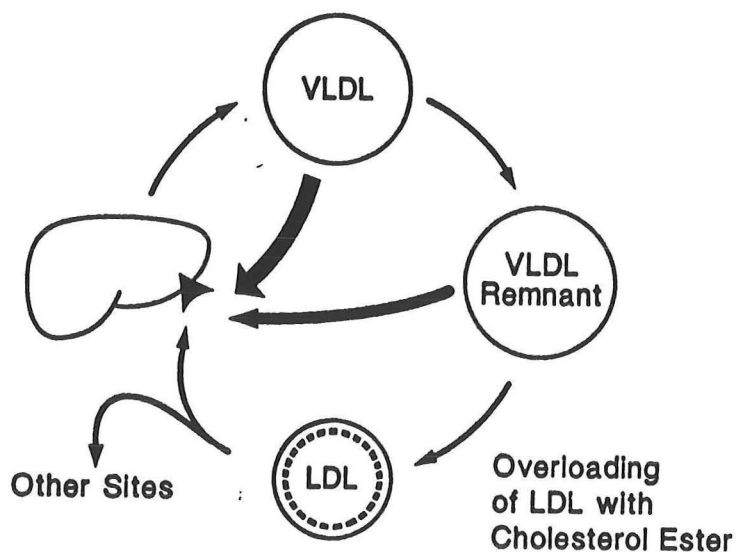 VLDL
VLDL
Remnant
LDL
Other Sites
Overloading
of LDL with
Cholesterol Ester